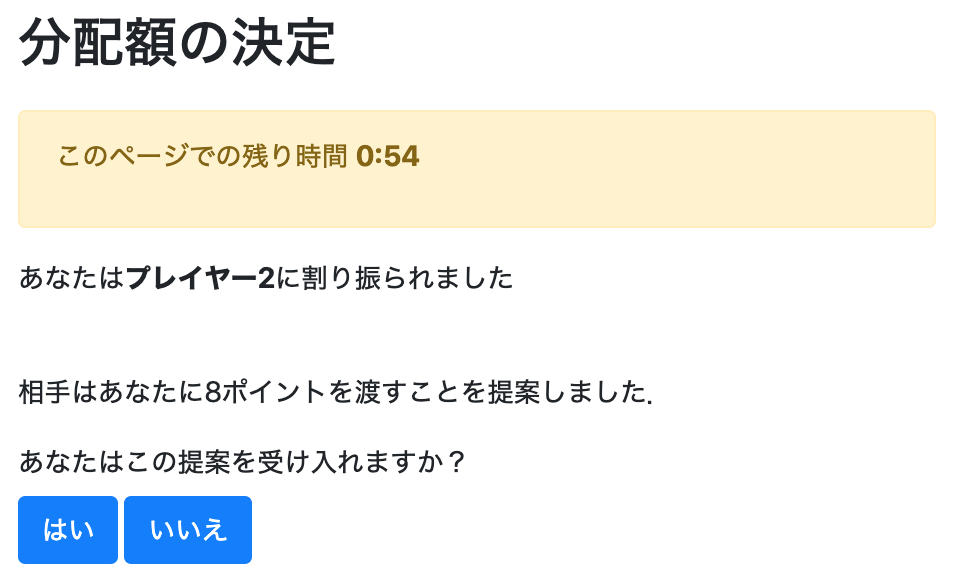 分配額の決定
このページでの残り時間 0:54
あなたはプレイヤー2に割り振られました
相手はあなたに8ポイントを渡すことを提案しました.
あなたはこの提案を受け入れますか？
はい いいえ